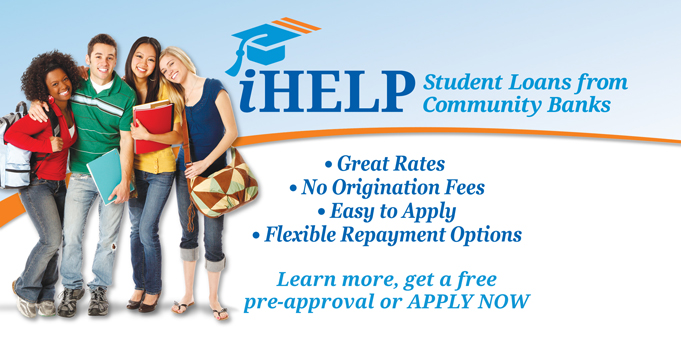 iHELP
Student Loans from
Community Banks
• Great Rates
• No Origination Fees
• Easy to Apply
• Flexible Repayment Options
Learn more, get a free
pre-approval or APPLY NOW